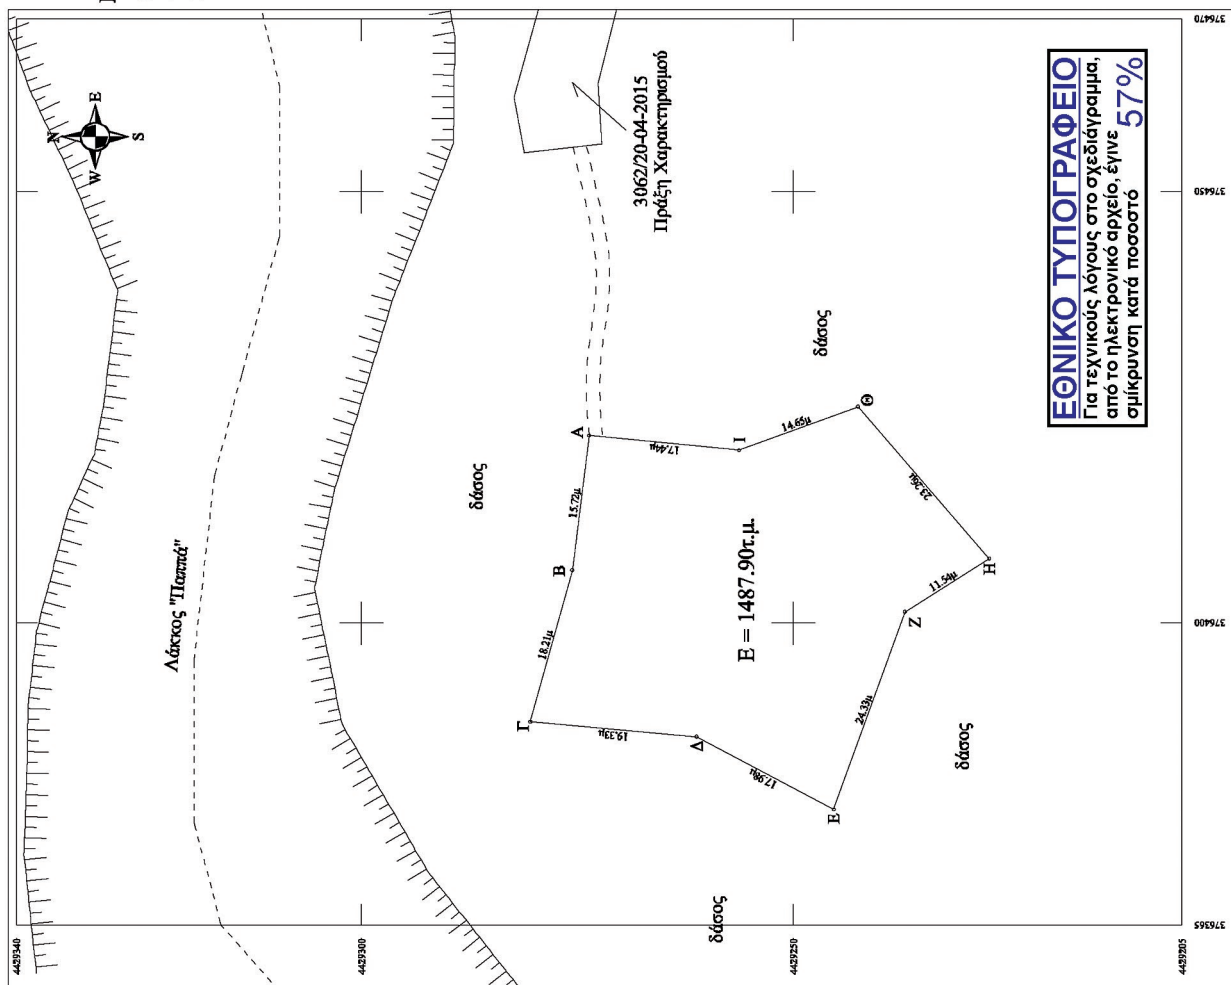 N
E
S
W
Λάκκος "Παππά"
3062/20-04-2015
Πράξη Χαρακτηρισμού
δάσος
δάσος
δάσος
δάσος
A
B
Γ
Δ
E
Z
H
Θ
I
15.72μ
18.21μ
19.33μ
17.98μ
24.33μ
11.54μ
23.26μ
14.65μ
17.44μ
E = 1487.90τ.μ.
4429340
4429300
4429250
4429205
376365
376400
376450
376470
ΕΘΝΙΚΟ ΤΥΠΟΓΡΑΦΕΙΟ
Για τεχνικούς λόγους στο σχεδιάγραμμα,
από το ηλεκτρονικό αρχείο, έγινε
σμίκρυνση κατά ποσοστό 57%